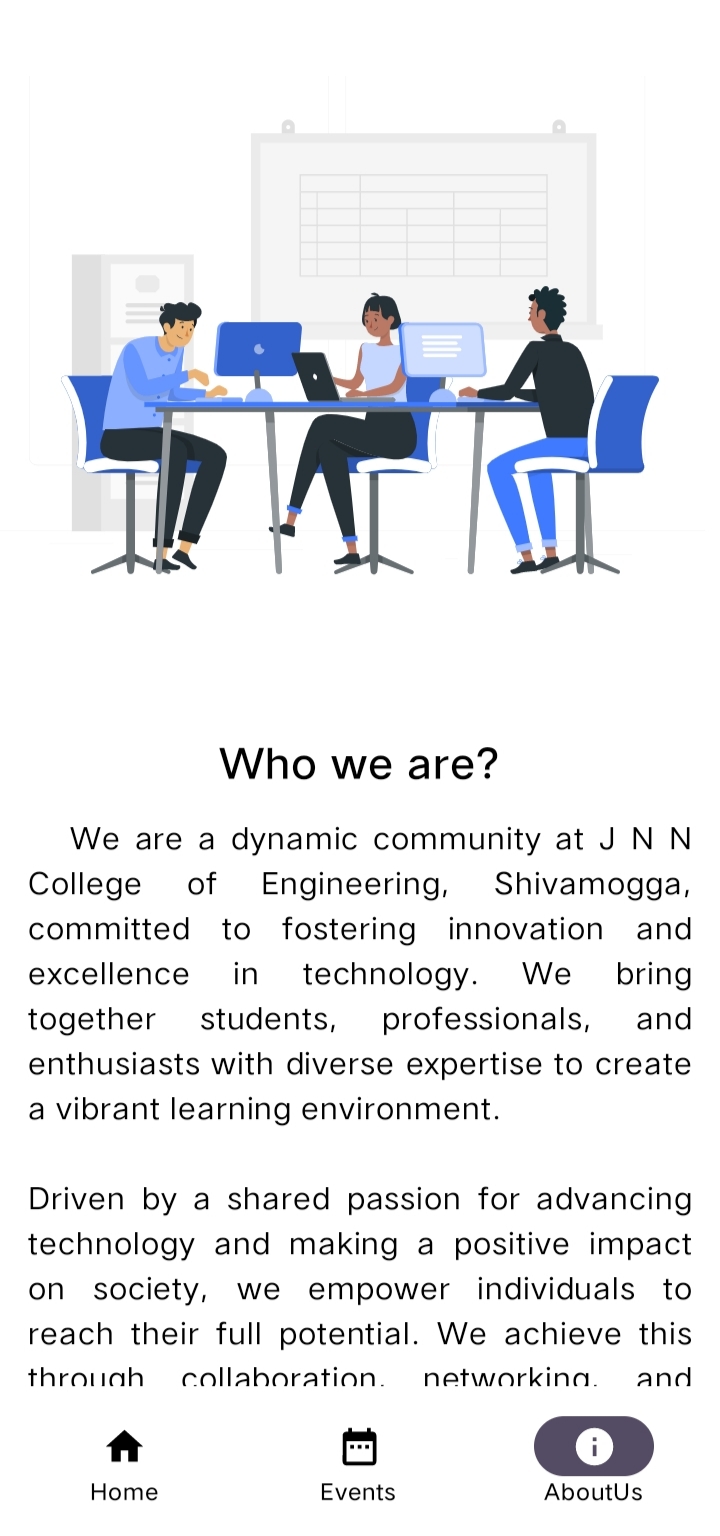 Who we are?
We are a dynamic community at J N N
College of Engineering, Shivamogga,
committed to fostering innovation and
excellence in technology. We bring
together students, professionals, and
enthusiasts with diverse expertise to create
a vibrant learning environment.
Driven by a shared passion for advancing
technology and making a positive impact
on society, we empower individuals to
reach their full potential. We achieve this
through collaboration, networking, and
Home
Events
AboutUs